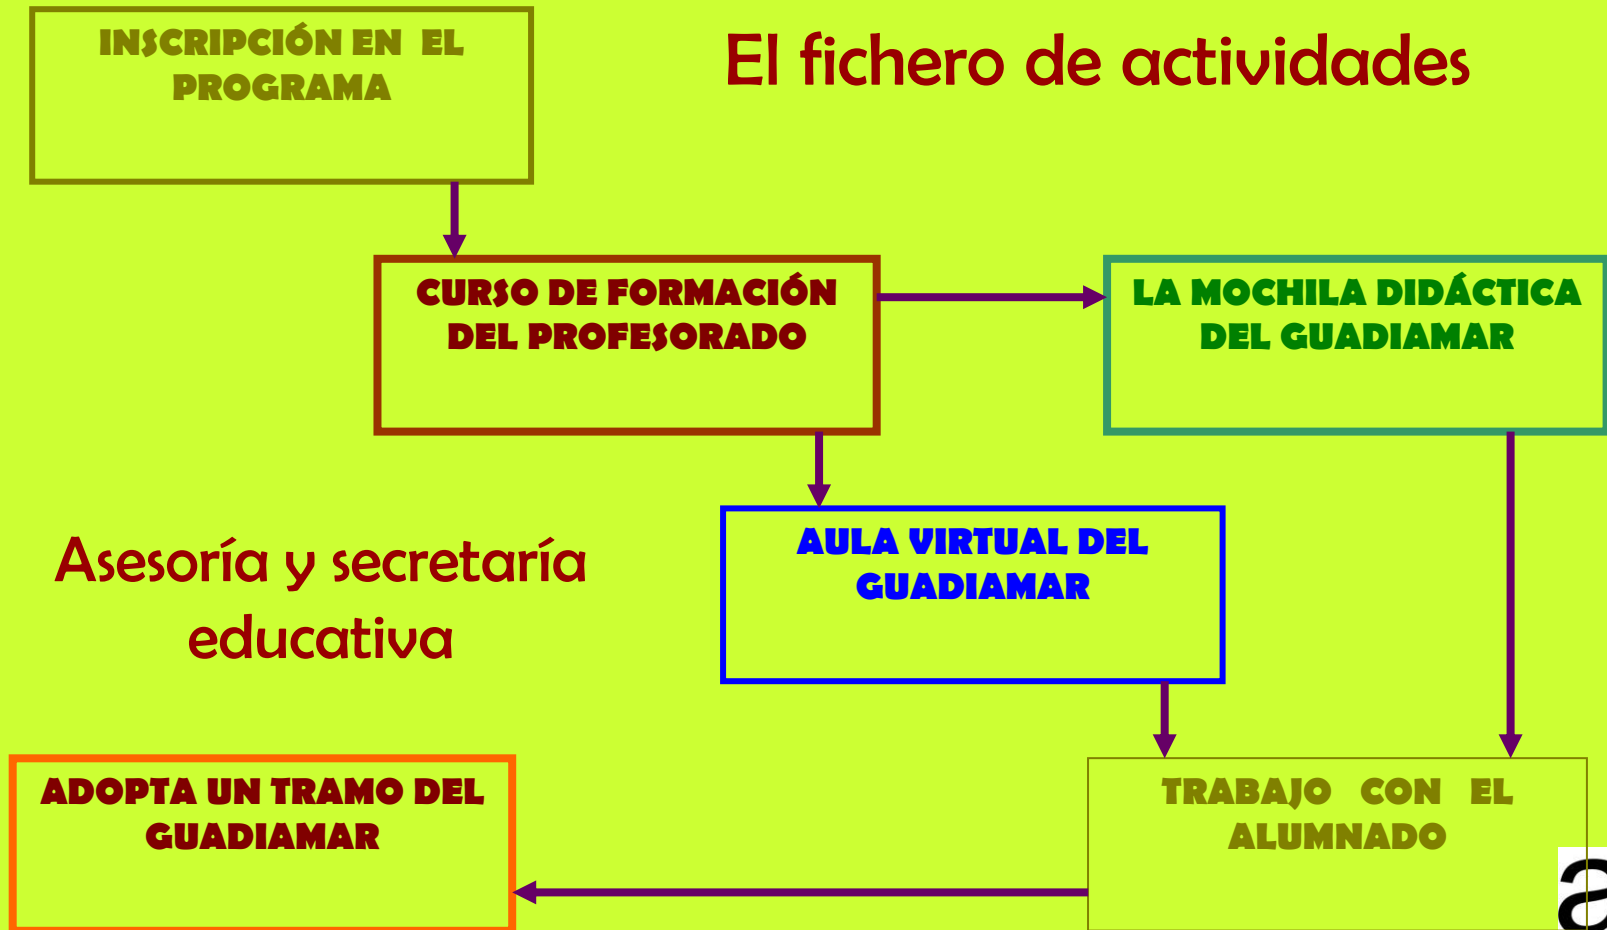 INSCRIPCIÓN EN EL
PROGRAMA
El fichero de actividades
CURSO DE FORMACIÓN
DEL PROFESORADO
LA MOCHILA DIDÁCTICA
DEL GUADIAMAR
AULA VIRTUAL DEL
GUADIAMAR
Asesoría y secretaría
educativa
ADOPTA UN TRAMO DEL
GUADIAMAR
TRABAJO CON EL
ALUMNADO
a